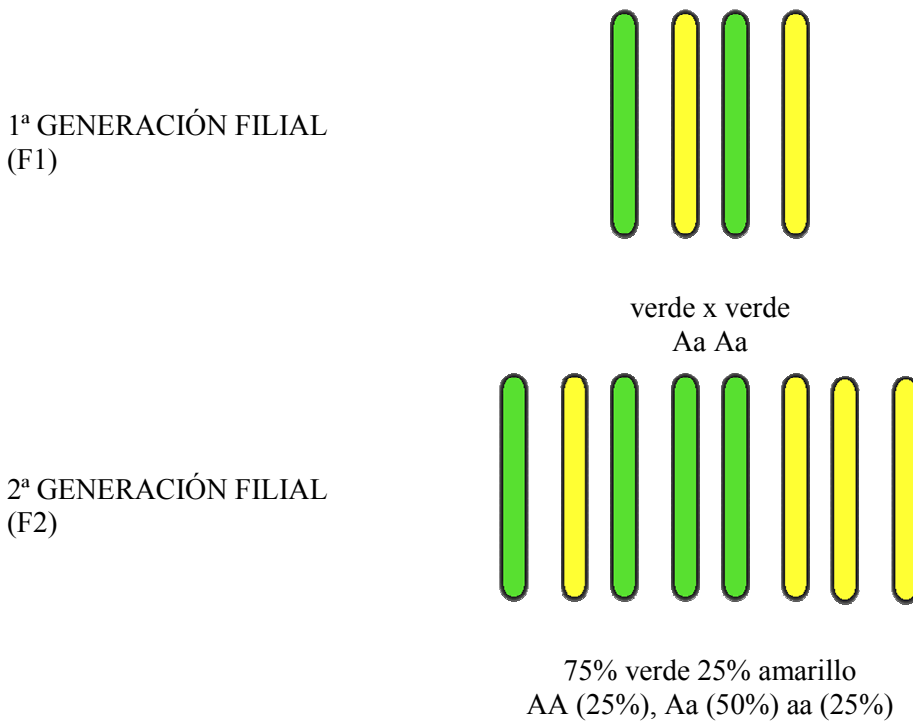 1ª GENERACIÓN FILIAL
(F1)
verde x verde
Aa Aa
2ª GENERACIÓN FILIAL
(F2)
75% verde 25% amarillo
AA (25%), Aa (50%) aa (25%)